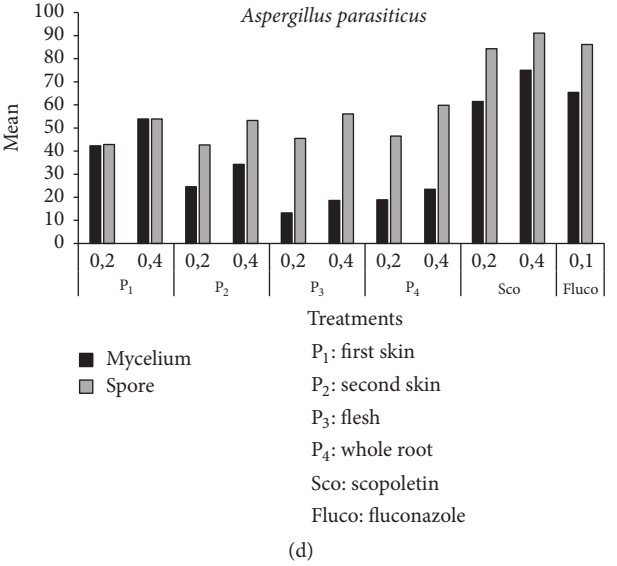 Aspergillus parasiticus
Mean
100
90
80
70
60
50
40
30
20
10
0
0,2 0,4 0,2 0,4 0,2 0,4 0,2 0,4 0,2 0,4 0,1
P₁ P₂ P₃ P₄ Sco Fluco
Treatments
Mycelium
Spore
P₁: first skin
P₂: second skin
P₃: flesh
P₄: whole root
Sco: scopoletin
Fluco: fluconazole
(d)